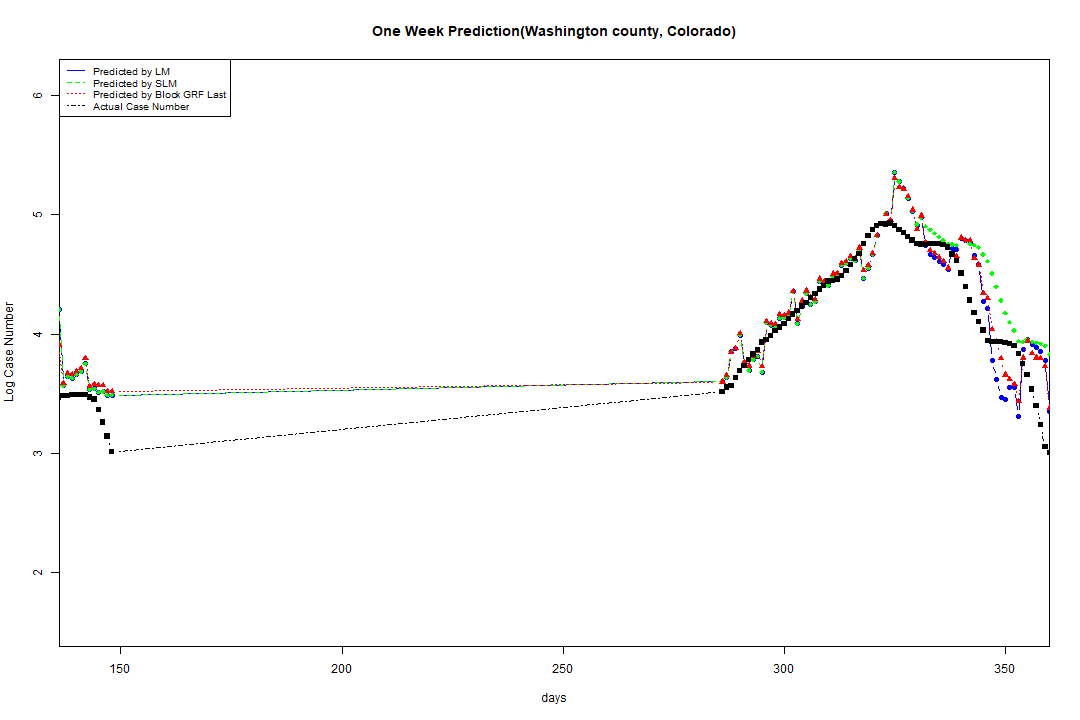 One Week Prediction(Washington county, Colorado)
Predicted by LM
Predicted by SLM
Predicted by Block GRF Last
Actual Case Number
6
5
4
3
2
Log Case Number
150 200 250 300 350
days